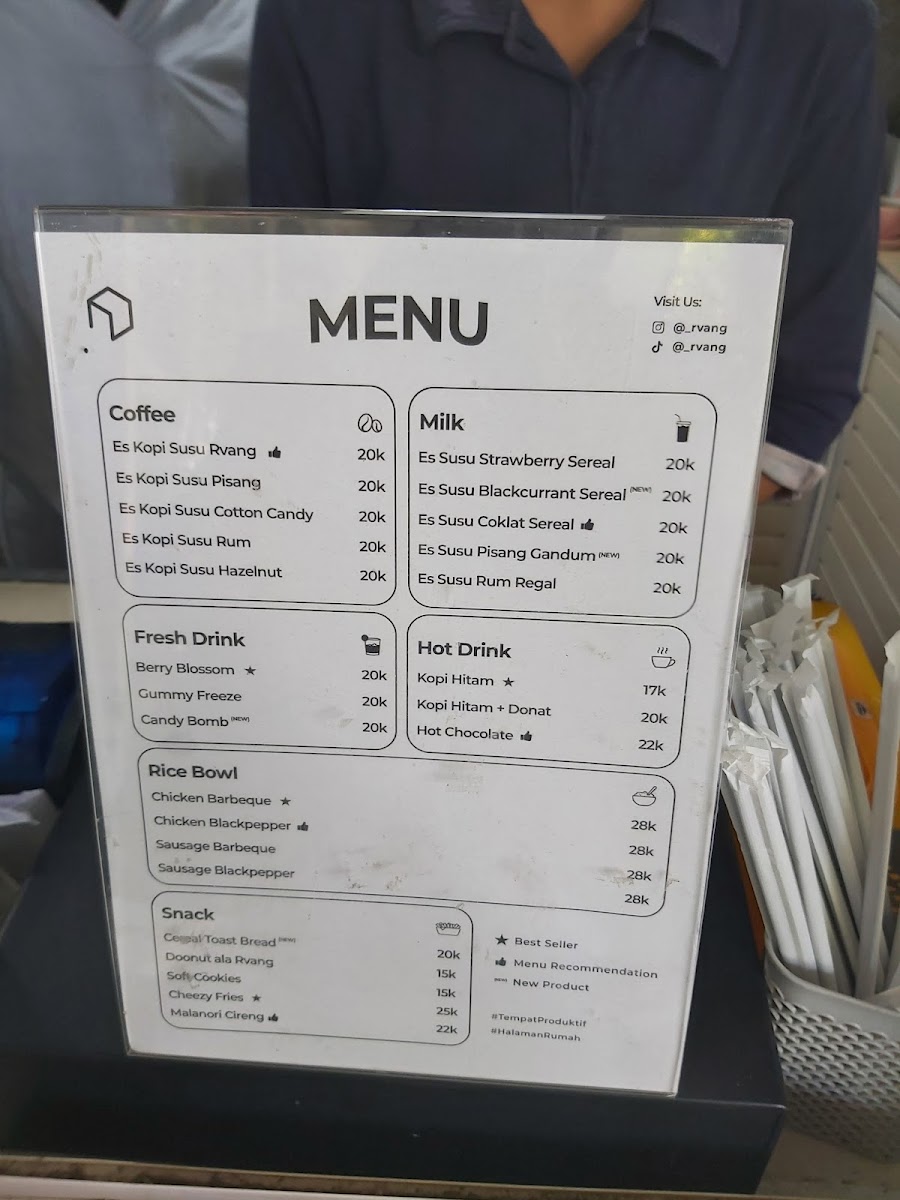 MENU
Visit Us:
@_rvang
@_rvang
Coffee
Es Kopi Susu Rvang 20k
Es Kopi Susu Pisang 20k
Es Kopi Susu Cotton Candy 20k
Es Kopi Susu Rum 20k
Es Kopi Susu Hazelnut 20k
Milk
Es Susu Strawberry Sereal 20k
Es Susu Blackcurrant Sereal (NEW) 20k
Es Susu Coklat Sereal 20k
Es Susu Pisang Gandum (NEW) 20k
Es Susu Rum Regal 20k
Fresh Drink
Berry Blossom ★ 20k
Gummy Freeze 20k
Candy Bomb (NEW) 20k
Hot Drink
Kopi Hitam ★ 17k
Kopi Hitam + Donat 20k
Hot Chocolate 22k
Rice Bowl
Chicken Barbeque ★ 28k
Chicken Blackpepper 28k
Sausage Barbeque 28k
Sausage Blackpepper 28k
Snack
Cereal Toast Bread (NEW) 20k
Doonut ala Rvang 15k
Soft Cookies 15k
Cheezy Fries ★ 25k
Malanori Cireng 22k
★ Best Seller
Menu Recommendation
(NEW) New Product
#TempatProduktif
#HalamanRumah